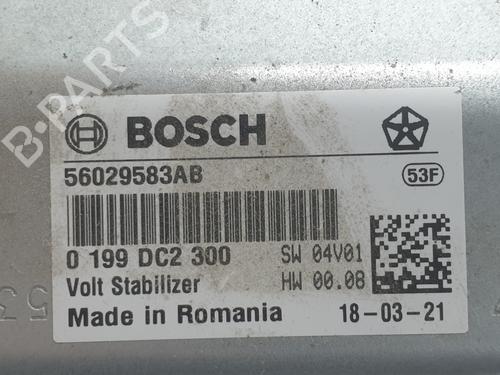 BOSCH
56029583AB
53F
0 199 DC2 300 SW 04V01
Volt Stabilizer HW 00.08
Made in Romania 18-03-21
B-PARTS